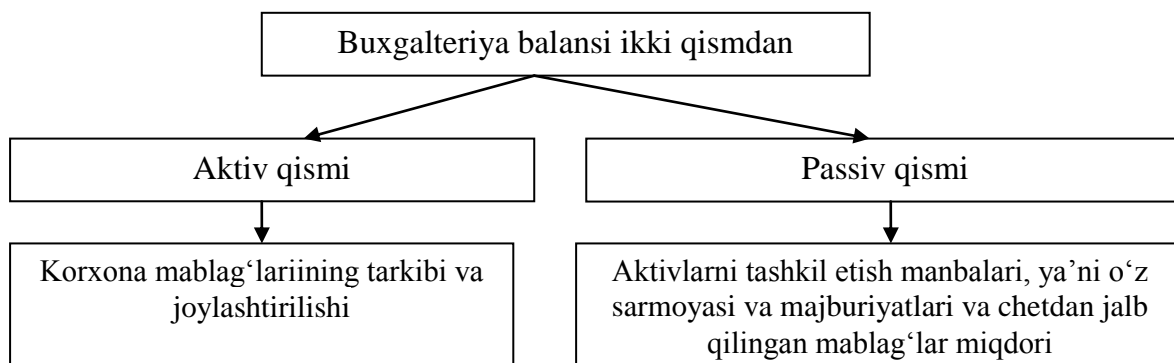 Buxgalteriya balansi ikki qismdan
Aktiv qismi
Passiv qismi
Korxona mablag‘lariining tarkibi va
joylashtirilishi
Aktivlarni tashkil etish manbalari, ya’ni o‘z
sarmoyasi va majburiyatlari va chetdan jalb
qilingan mablag‘lar miqdori